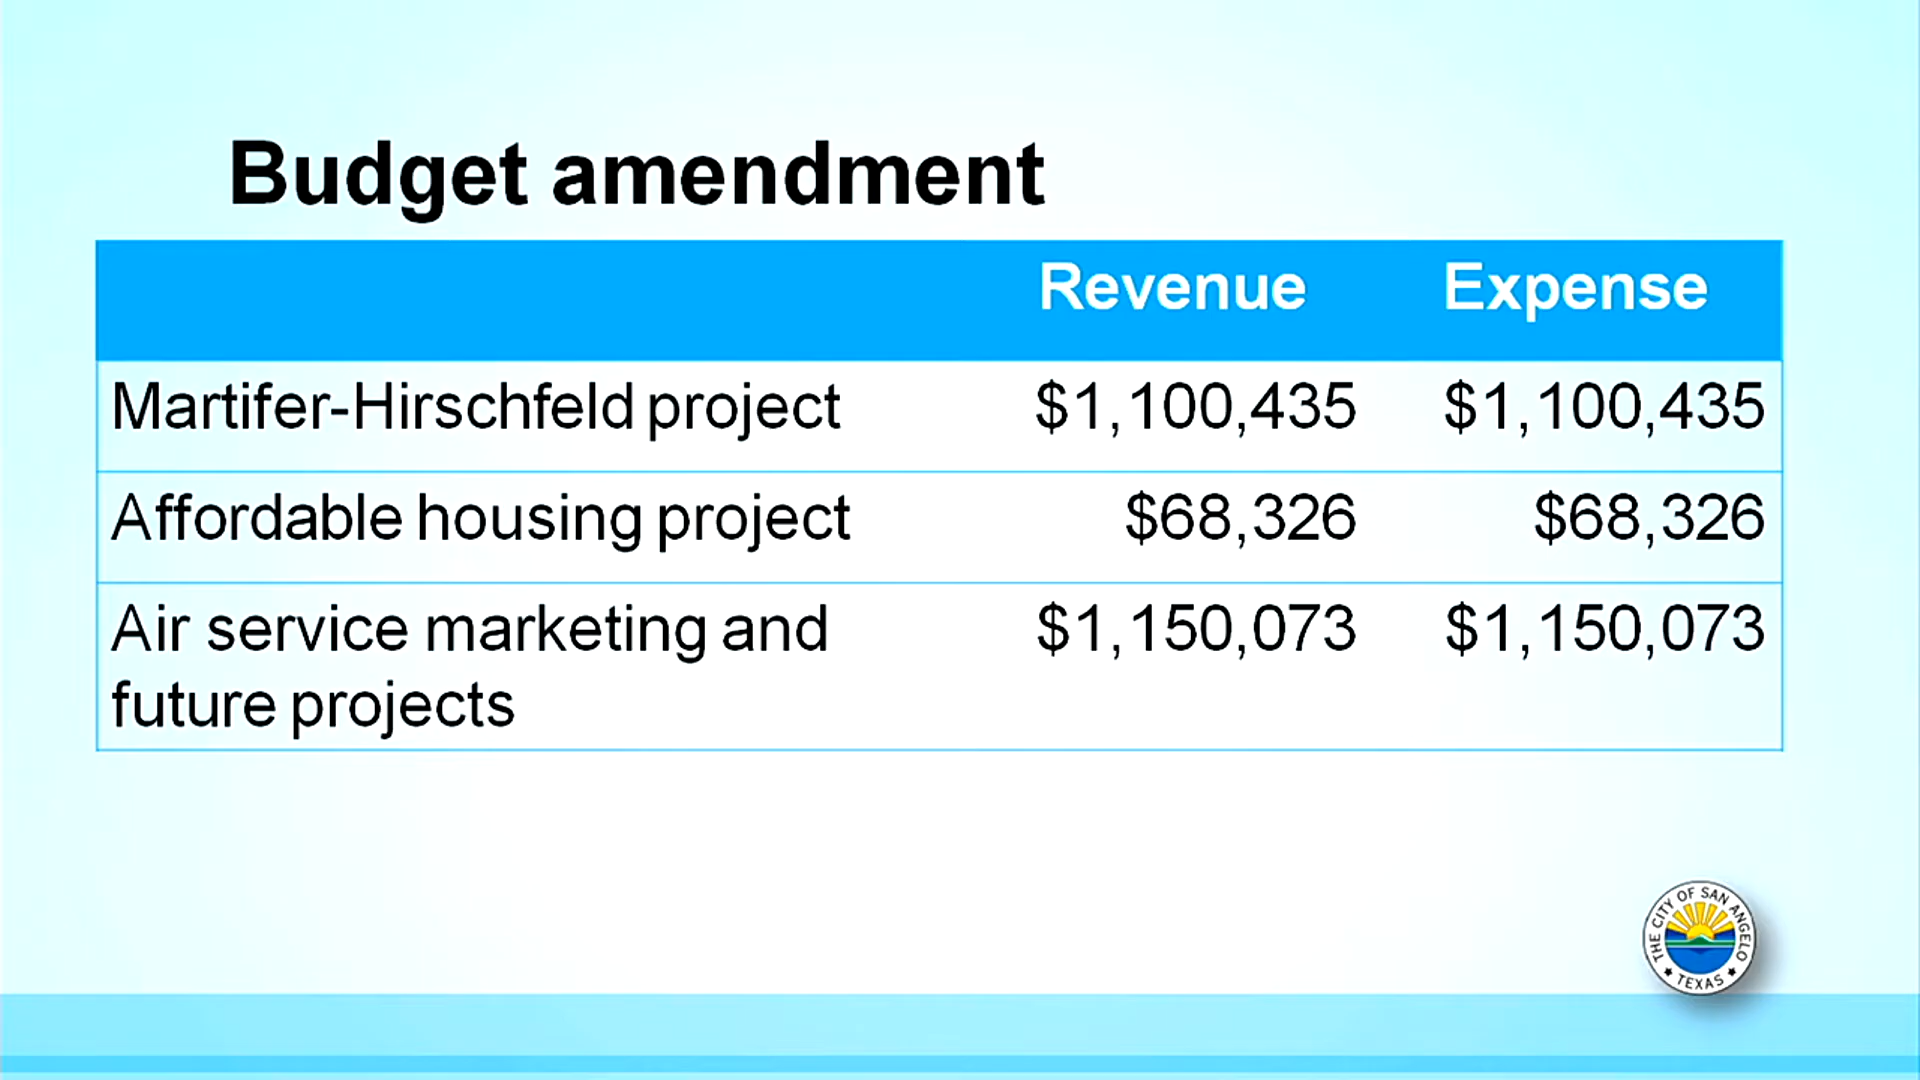 Budget amendment
Revenue Expense
Martifer-Hirschfeld project $1,100,435 $1,100,435
Affordable housing project $68,326 $68,326
Air service marketing and $1,150,073 $1,150,073
future projects
THE CITY OF SAN ANGELO
TEXAS